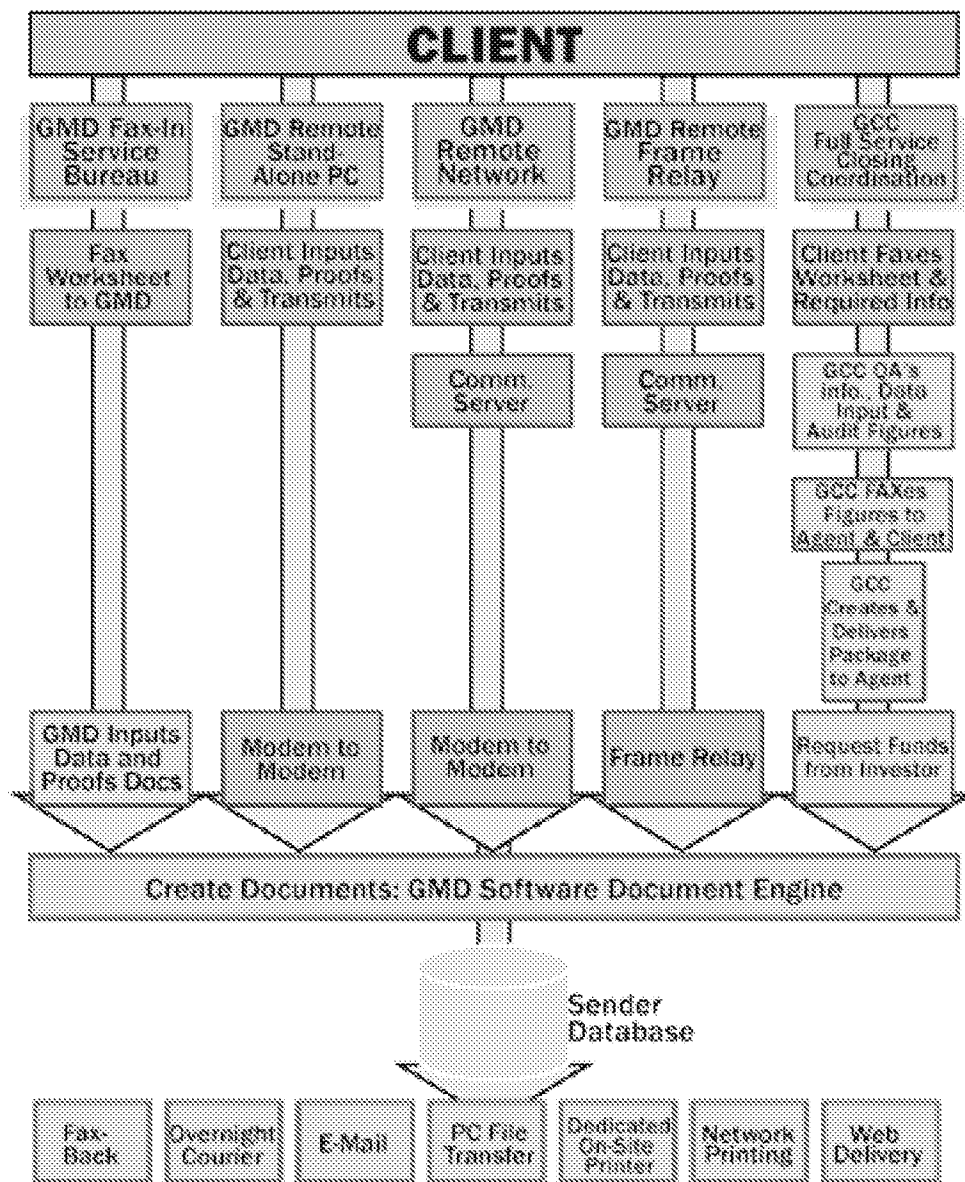 CLIENT
GMD Fax-In
Service
Bureau
GMD Remote
Stand-
Alone PC
GMD
Remote
Network
GMD Remote
Frame
Relay
GCC
Full Service
Closing
Coordination
Fax
Worksheet
to GMD
Client Inputs
Data, Proofs
& Transmits
Client Inputs
Data, Proofs
& Transmits
Client Inputs
Data, Proofs
& Transmits
Client Faxes
Worksheet &
Required Info
Comm.
Server
Comm.
Server
GCC QA's
info., Data
Input &
Audit Figures
GCC FAXes
Figures to
Agent & Client
GCC
Creates &
Delivers
Package
to Agent
GMD Inputs
Data and
Proofs Docs
Modem to
Modem
Modem to
Modem
Frame Relay
Request Funds
from Investor
Create Documents: GMD Software Document Engine
Sender
Database
Fax-
Back
Overnight
Courier
E-Mail
PC File
Transfer
Dedicated
On-Site
Printer
Network
Printing
Web
Delivery